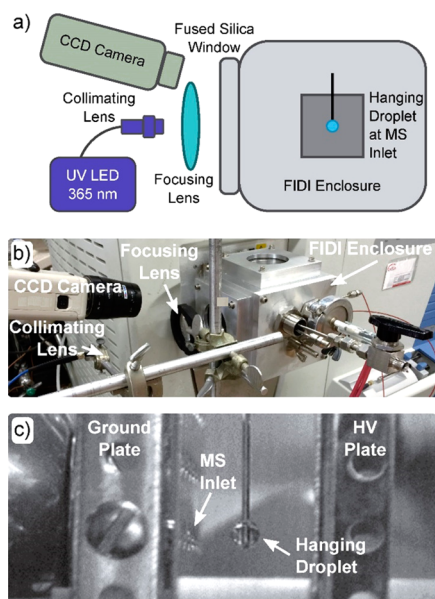 a)
CCD Camera
Fused Silica
Window
Collimating
Lens
UV LED
365 nm
Focusing
Lens
Hanging
Droplet
at MS
Inlet
FIDI Enclosure
b)
Focusing
Lens
FIDI Enclosure
CCD Camera
Collimating
Lens
c)
Ground
Plate
HV
Plate
MS
Inlet
Hanging
Droplet